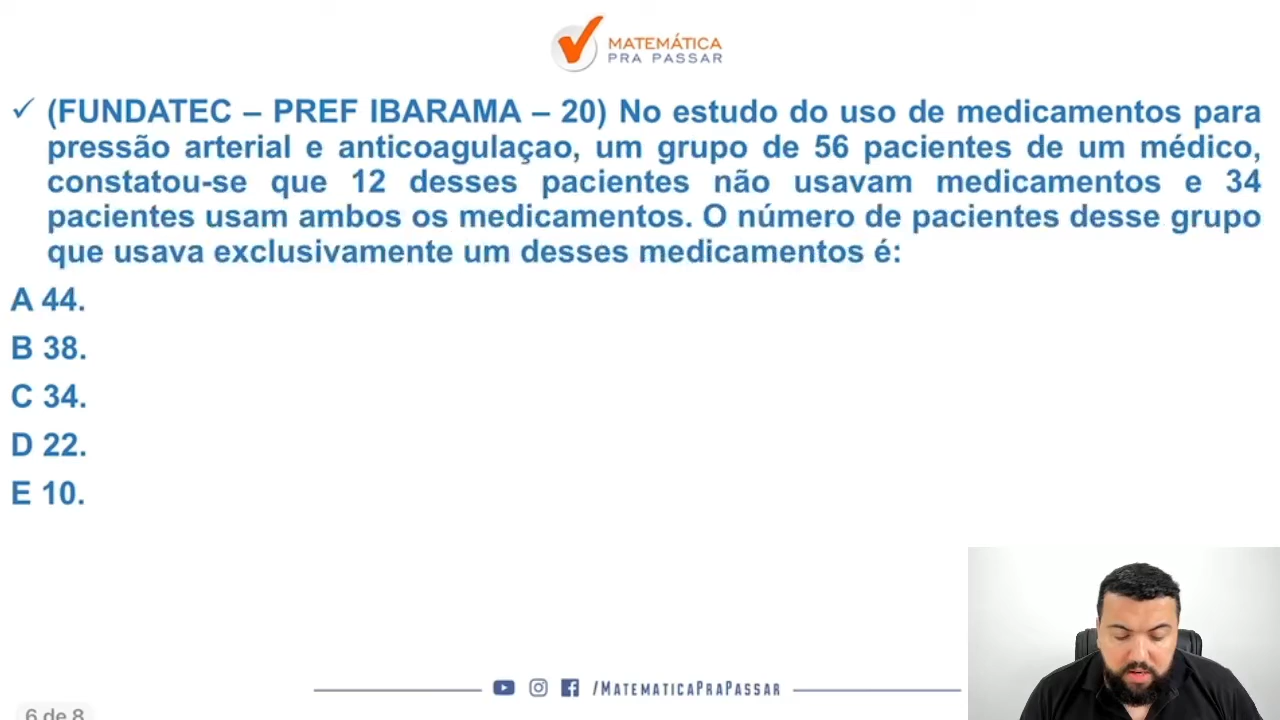 MATEMÁTICA
PRA PASSAR
✓ (FUNDATEC – PREF IBARAMA – 20) No estudo do uso de medicamentos para
pressão arterial e anticoagulaçao, um grupo de 56 pacientes de um médico,
constatou-se que 12 desses pacientes não usavam medicamentos e 34
pacientes usam ambos os medicamentos. O número de pacientes desse grupo
que usava exclusivamente um desses medicamentos é:
A 44.
B 38.
C 34.
D 22.
E 10.
/MATEMATICAPRAPASSAR
6 de 8